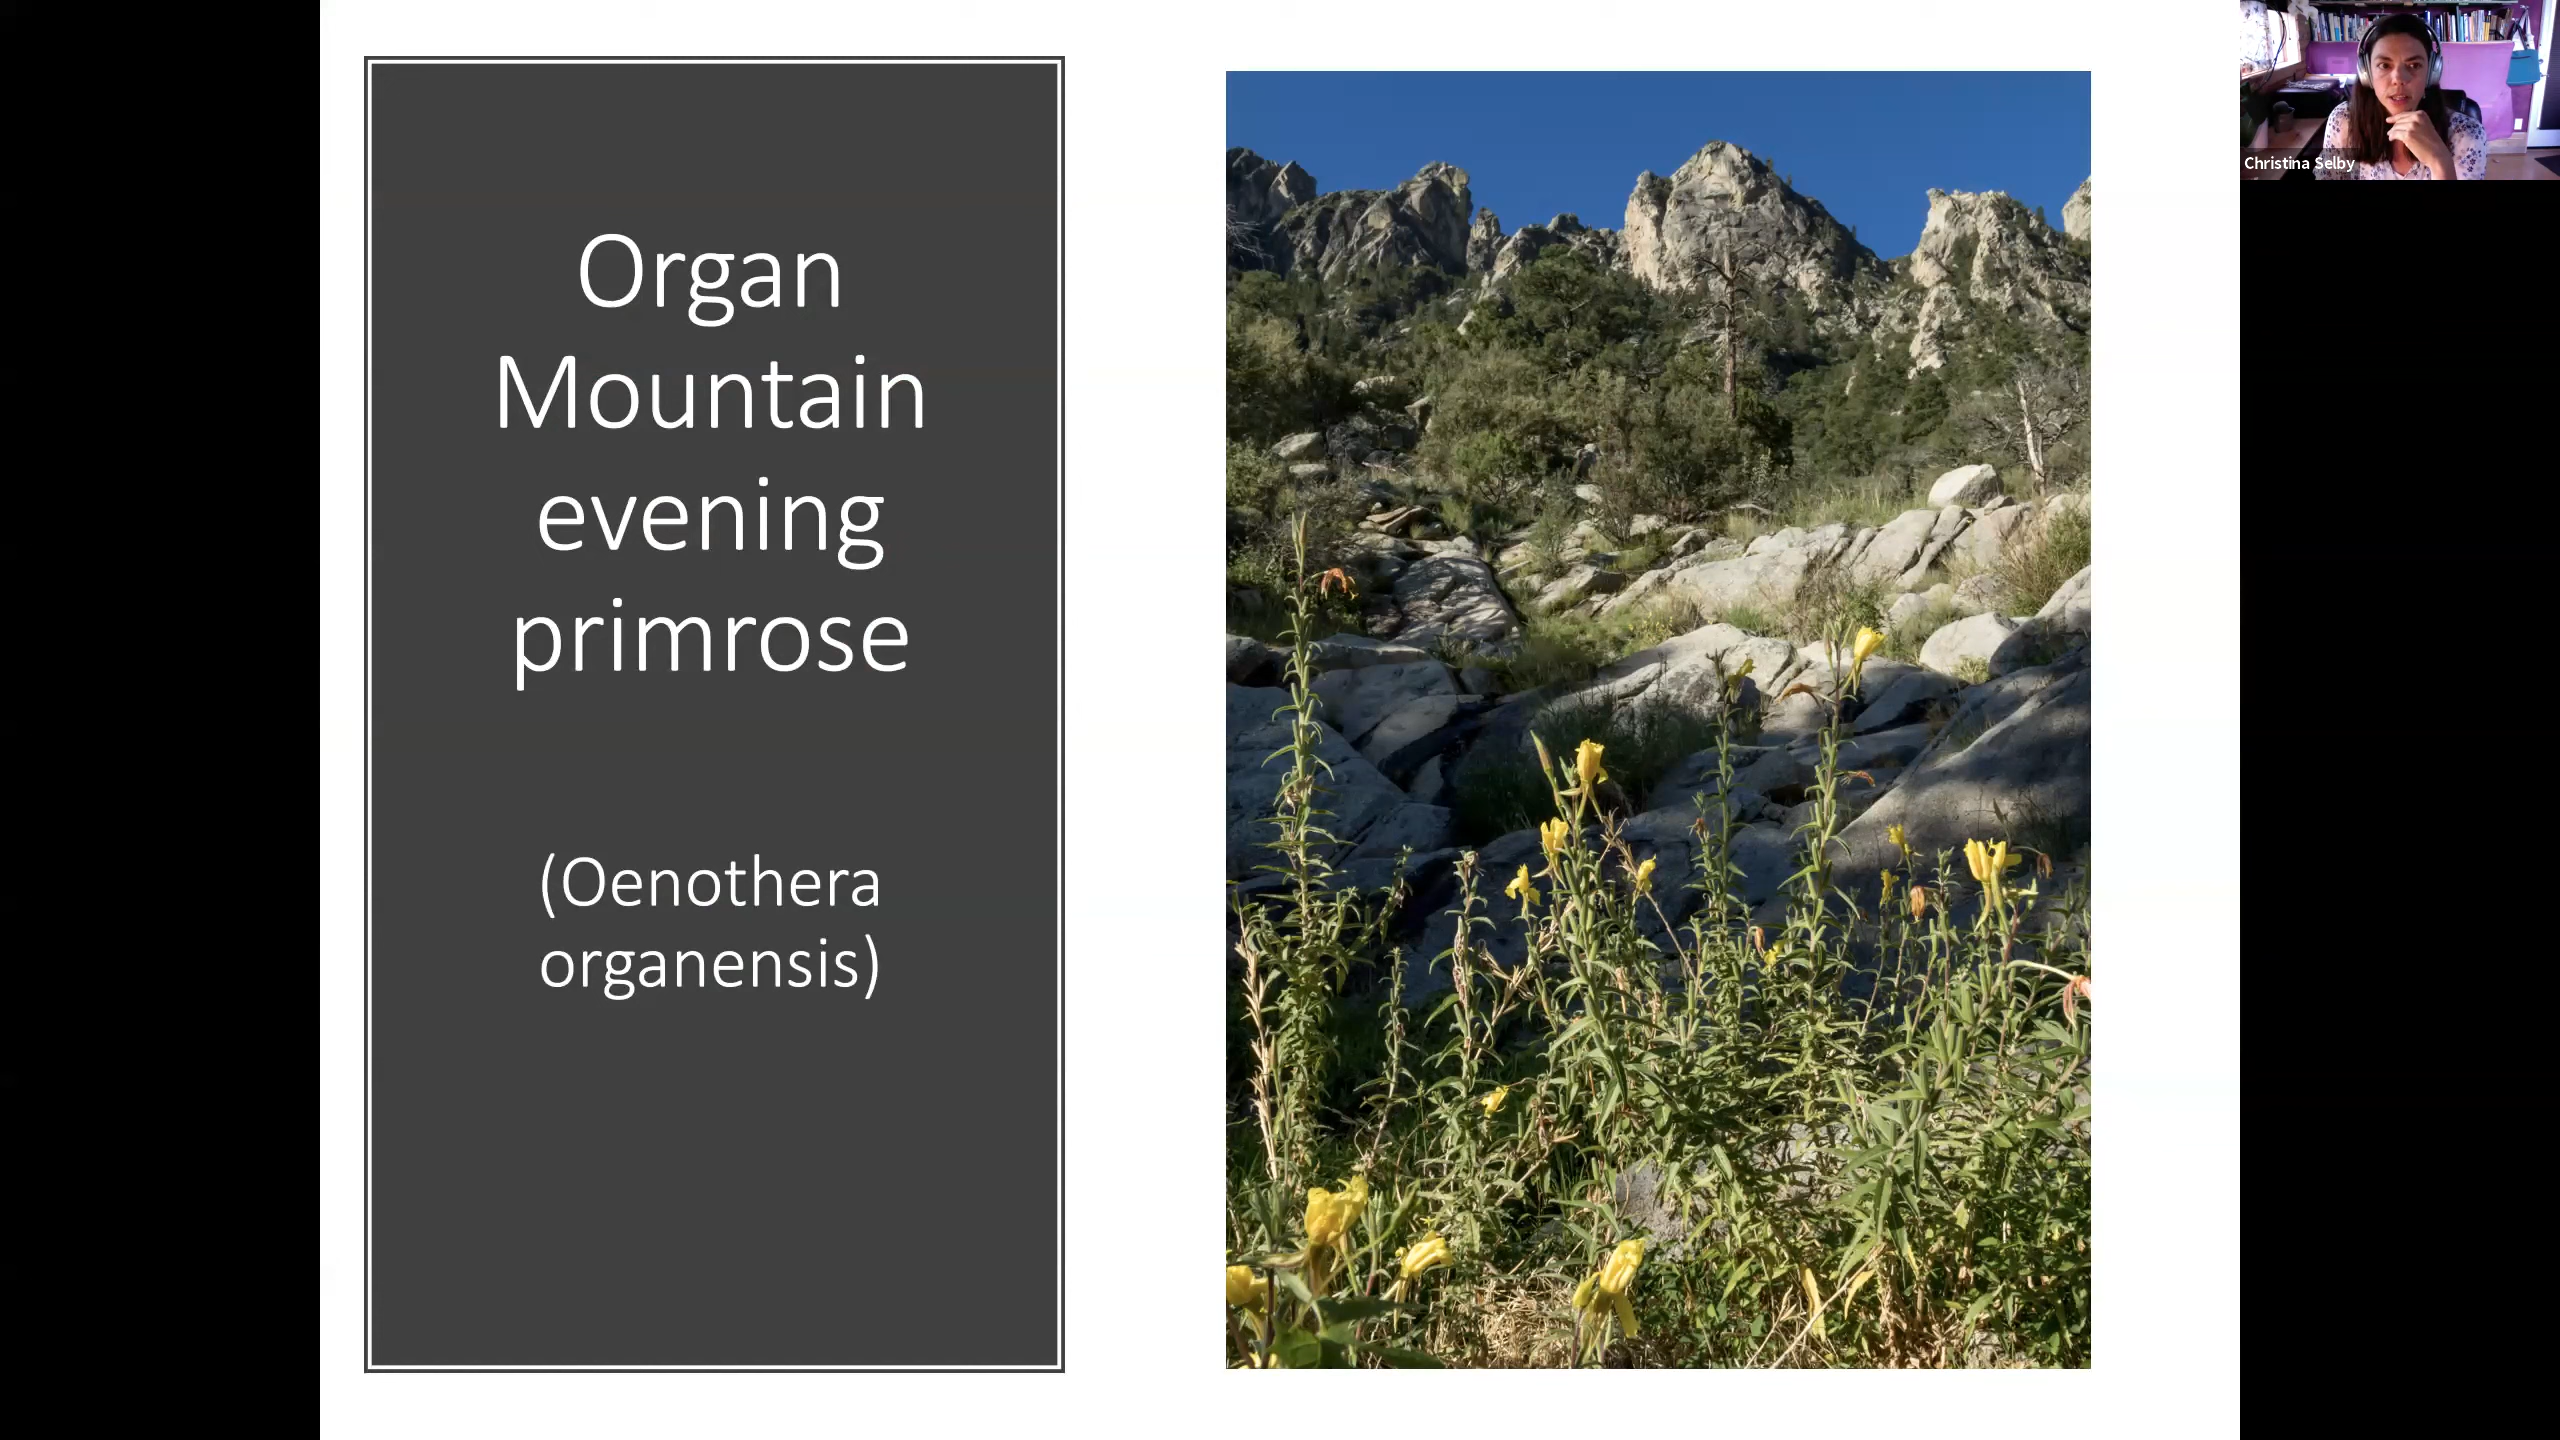 Organ
Mountain
evening
primrose
(Oenothera
organensis)
Christina Selby